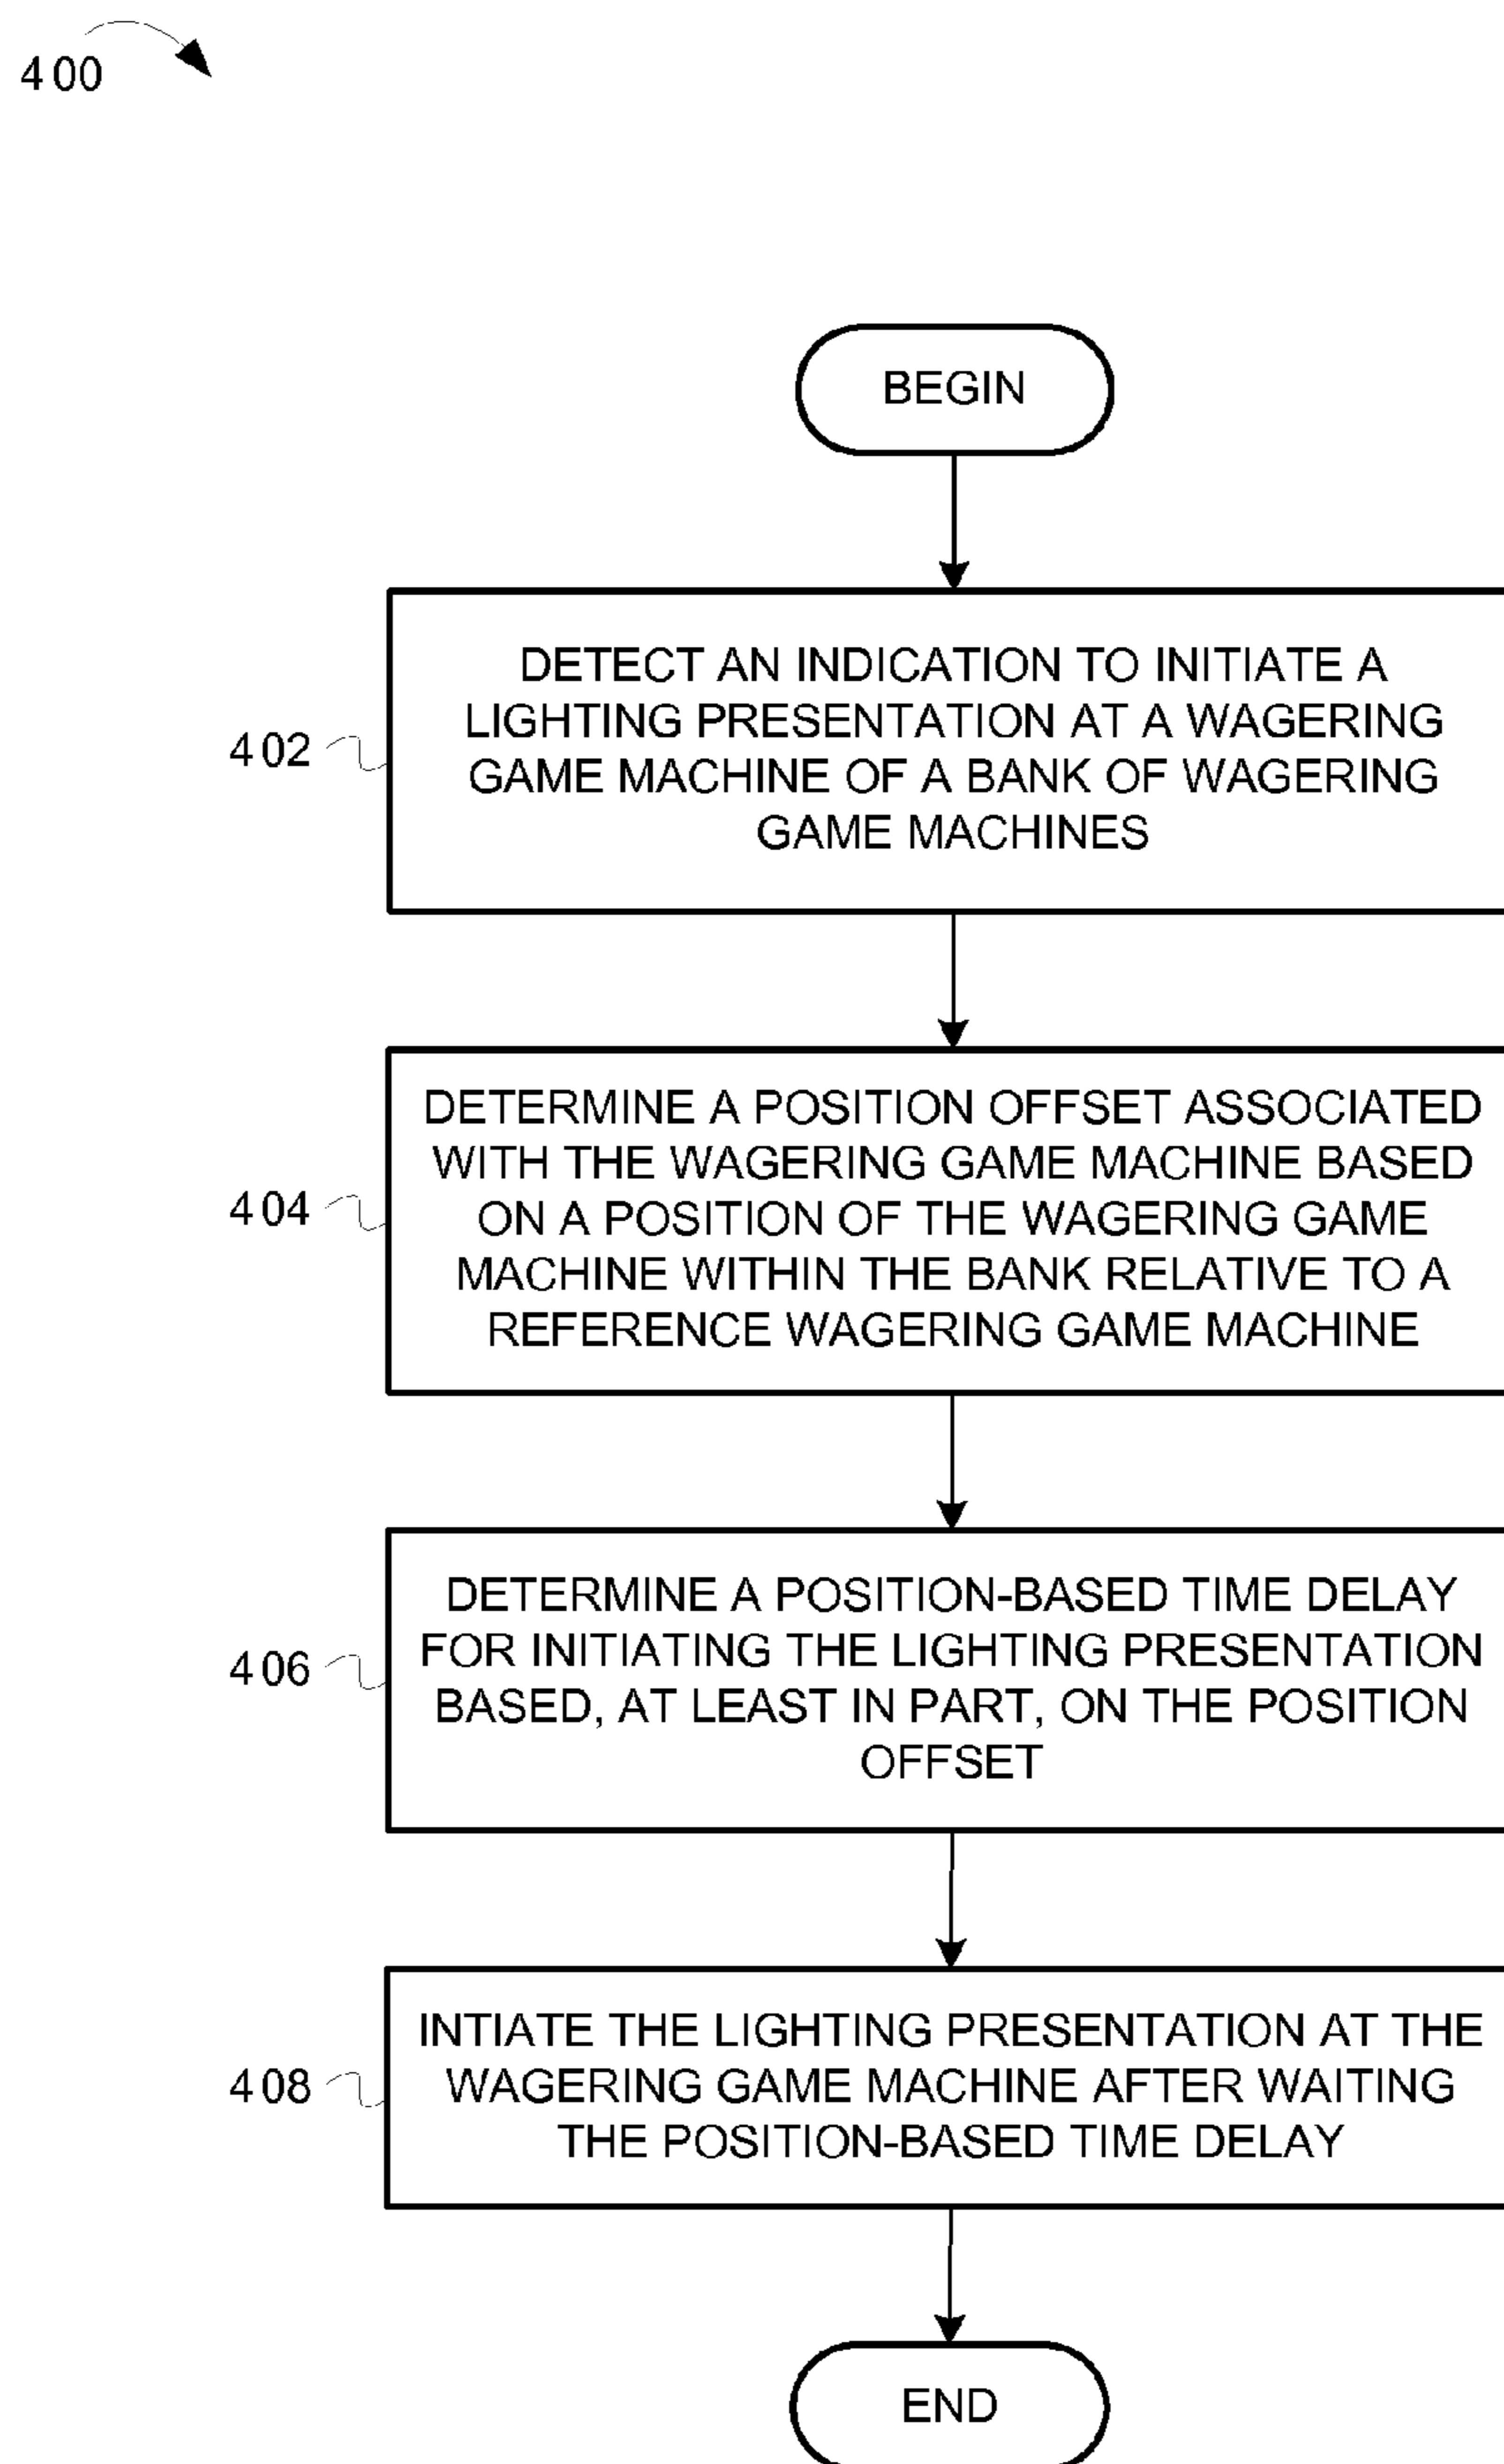 400
BEGIN
402
DETECT AN INDICATION TO INITIATE A
LIGHTING PRESENTATION AT A WAGERING
GAME MACHINE OF A BANK OF WAGERING
GAME MACHINES
404
DETERMINE A POSITION OFFSET ASSOCIATED
WITH THE WAGERING GAME MACHINE BASED
ON A POSITION OF THE WAGERING GAME
MACHINE WITHIN THE BANK RELATIVE TO A
REFERENCE WAGERING GAME MACHINE
406
DETERMINE A POSITION-BASED TIME DELAY
FOR INITIATING THE LIGHTING PRESENTATION
BASED, AT LEAST IN PART, ON THE POSITION
OFFSET
408
INTIATE THE LIGHTING PRESENTATION AT THE
WAGERING GAME MACHINE AFTER WAITING
THE POSITION-BASED TIME DELAY
END